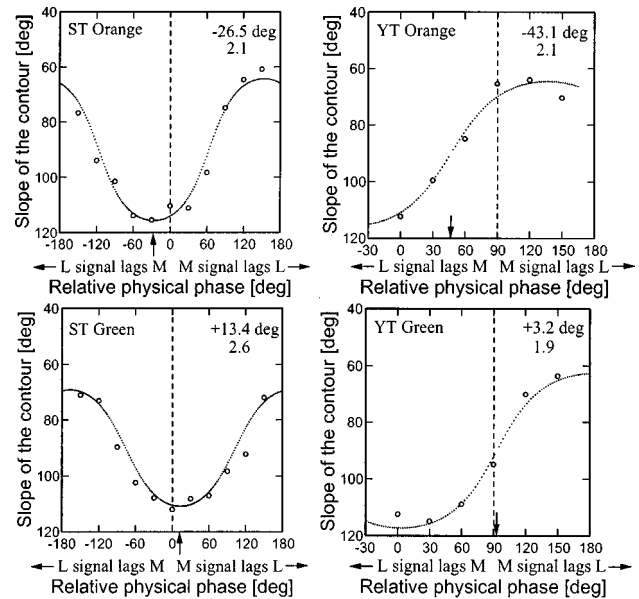 ST Orange
-26.5 deg
2.1
Slope of the contour [deg]
40
60
80
100
120
-180 -120 -60 0 60 120 180
L signal lags M M signal lags L
Relative physical phase [deg]
YT Orange
-43.1 deg
2.1
Slope of the contour [deg]
40
60
80
100
120
-30 0 30 60 90 120 150 180
L signal lags M M signal lags L
Relative physical phase [deg]
ST Green
+13.4 deg
2.6
Slope of the contour [deg]
40
60
80
100
120
-180 -120 -60 0 60 120 180
L signal lags M M signal lags L
Relative physical phase [deg]
YT Green
+3.2 deg
1.9
Slope of the contour [deg]
40
60
80
100
120
-30 0 30 60 90 120 150 180
L signal lags M M signal lags L
Relative physical phase [deg]